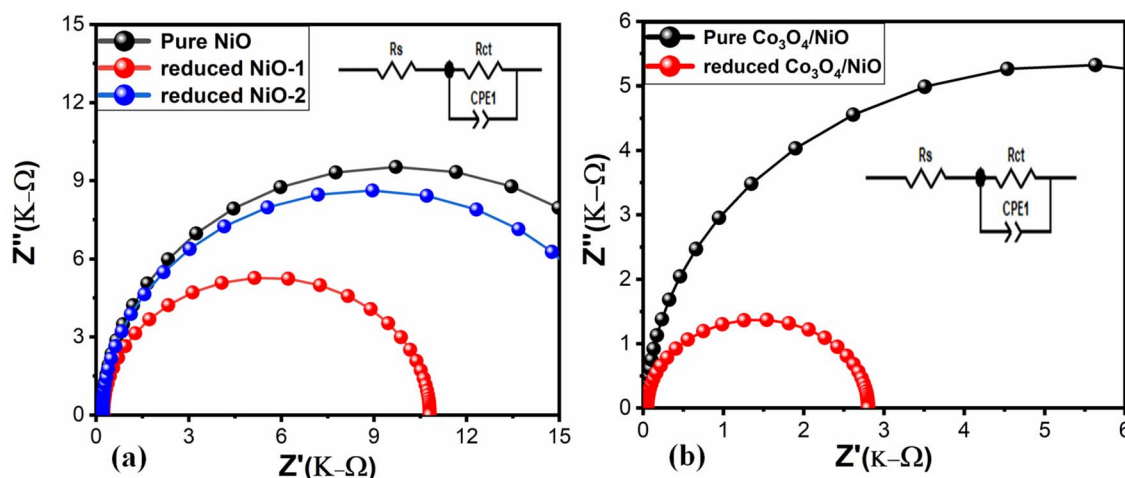 Pure NiO
reduced NiO-1
reduced NiO-2
Rs
Rct
CPE1
Z''(K–Ω)
15
12
9
6
3
0
0
3
6
9
12
15
(a)
Z'(K–Ω)
Pure Co₃O₄/NiO
reduced Co₃O₄/NiO
Rs
Rct
CPE1
Z''(K–Ω)
6
5
4
3
2
1
0
0
1
2
3
4
5
6
(b)
Z'(K–Ω)